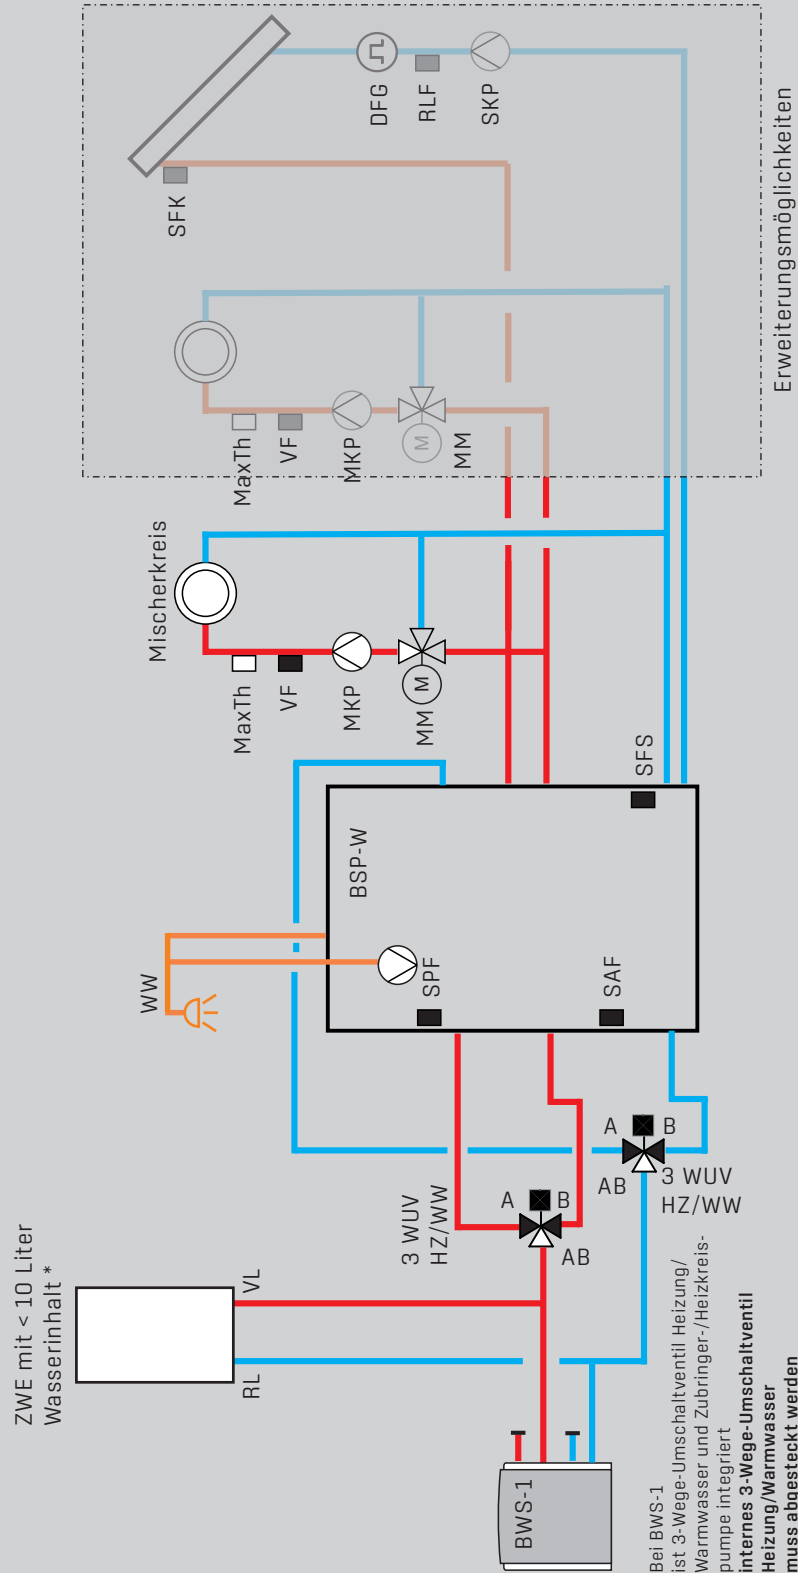 ZWE mit < 10 Liter
Wasserinhalt *
VL
RL
BWS-1
Bei BWS-1
ist 3-Wege-Umschaltventil Heizung/
Warmwasser und Zubringer-/Heizkreis-
pumpe integriert
internes 3-Wege-Umschaltventil
Heizung/Warmwasser
muss abgesteckt werden
3 WUV
HZ/WW
A
B
AB
A
B
AB
3 WUV
HZ/WW
WW
BSP-W
SPF
SAF
SFS
Mischerkreis
MaxTh
VF
MKP
MM
M
MaxTh
VF
MKP
MM
M
SFK
DFG
RLF
SKP
Erweiterungsmöglichkeiten